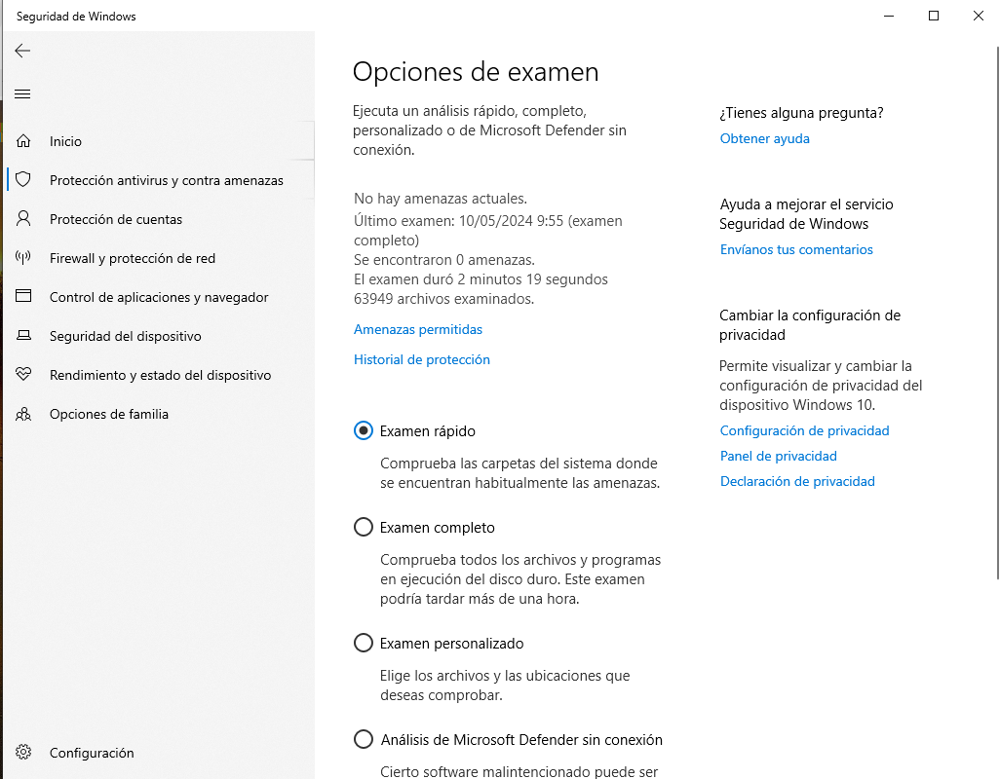 Seguridad de Windows
Inicio
Protección antivirus y contra amenazas
Protección de cuentas
Firewall y protección de red
Control de aplicaciones y navegador
Seguridad del dispositivo
Rendimiento y estado del dispositivo
Opciones de familia
Configuración
Opciones de examen
Ejecuta un análisis rápido, completo,
personalizado o de Microsoft Defender sin
conexión.
No hay amenazas actuales.
Último examen: 10/05/2024 9:55 (examen
completo)
Se encontraron 0 amenazas.
El examen duró 2 minutos 19 segundos
63949 archivos examinados.
Amenazas permitidas
Historial de protección
Examen rápido
Comprueba las carpetas del sistema donde
se encuentran habitualmente las amenazas.
Examen completo
Comprueba todos los archivos y programas
en ejecución del disco duro. Este examen
podría tardar más de una hora.
Examen personalizado
Elige los archivos y las ubicaciones que
deseas comprobar.
Análisis de Microsoft Defender sin conexión
Cierto software malintencionado puede ser
¿Tienes alguna pregunta?
Obtener ayuda
Ayuda a mejorar el servicio
Seguridad de Windows
Envíanos tus comentarios
Cambiar la configuración de
privacidad
Permite visualizar y cambiar la
configuración de privacidad del
dispositivo Windows 10.
Configuración de privacidad
Panel de privacidad
Declaración de privacidad